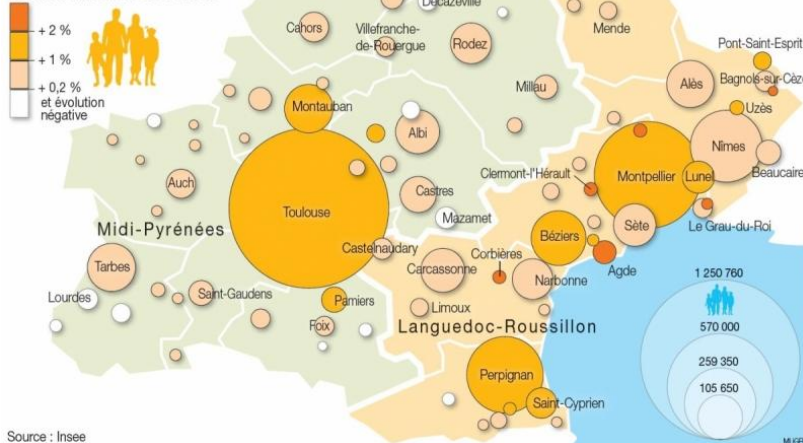 + 2 %
+ 1 %
+ 0,2 %
et évolution
négative
Decazeville
Cahors
Villefranche-
de-Rouergue
Rodez
Mende
Pont-Saint-Esprit
Millau
Alès
Bagnols-sur-Cèze
Montauban
Uzès
Albi
Nîmes
Clermont-l'Hérault
Montpellier
Lunel
Beaucaire
Auch
Castres
Toulouse
Mazamet
Midi-Pyrénées
Béziers
Sète
Le Grau-du-Roi
Castelnaudary
Corbières
Tarbes
Carcassonne
Agde
Narbonne
1 250 760
Lourdes
Saint-Gaudens
Pamiers
Limoux
Foix
Languedoc-Roussillon
570 000
259 350
105 650
Perpignan
Saint-Cyprien
Source : Insee